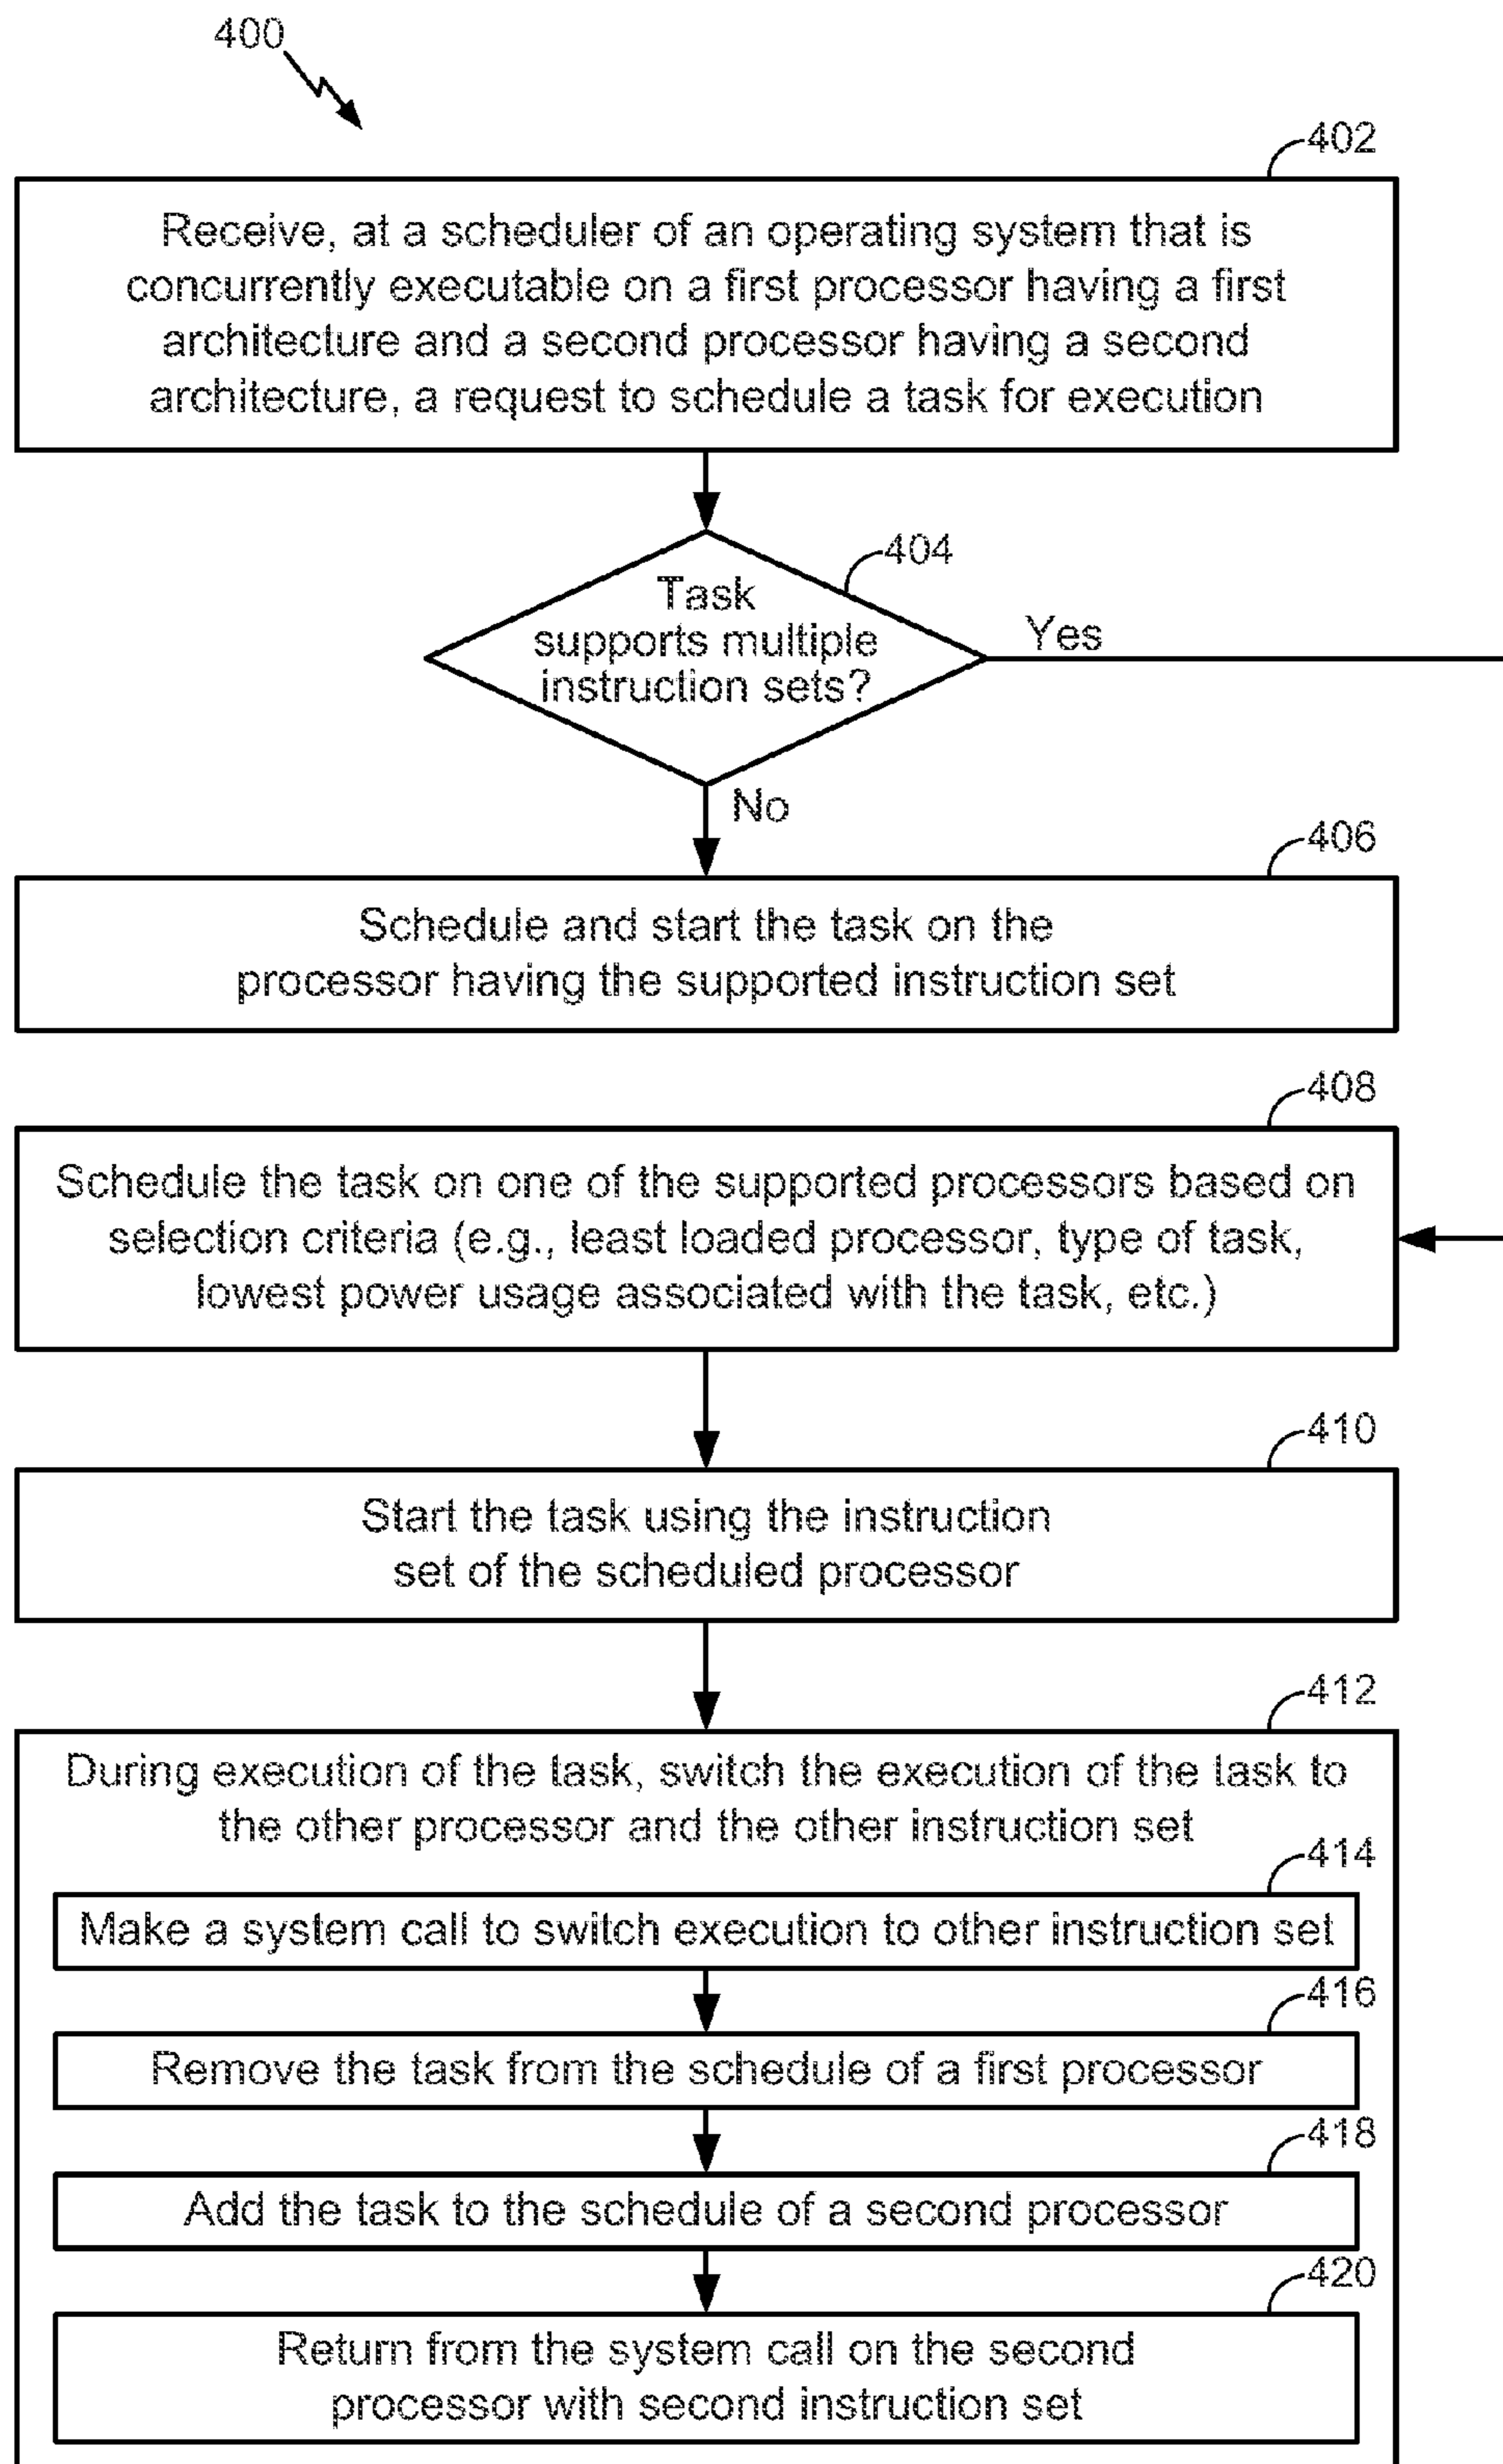 400
402
Receive, at a scheduler of an operating system that is
concurrently executable on a first processor having a first
architecture and a second processor having a second
architecture, a request to schedule a task for execution
404
Task
supports multiple
instruction sets?
Yes
No
406
Schedule and start the task on the
processor having the supported instruction set
408
Schedule the task on one of the supported processors based on
selection criteria (e.g., least loaded processor, type of task,
lowest power usage associated with the task, etc.)
410
Start the task using the instruction
set of the scheduled processor
412
During execution of the task, switch the execution of the task to
the other processor and the other instruction set
414
Make a system call to switch execution to other instruction set
416
Remove the task from the schedule of a first processor
418
Add the task to the schedule of a second processor
420
Return from the system call on the second
processor with second instruction set